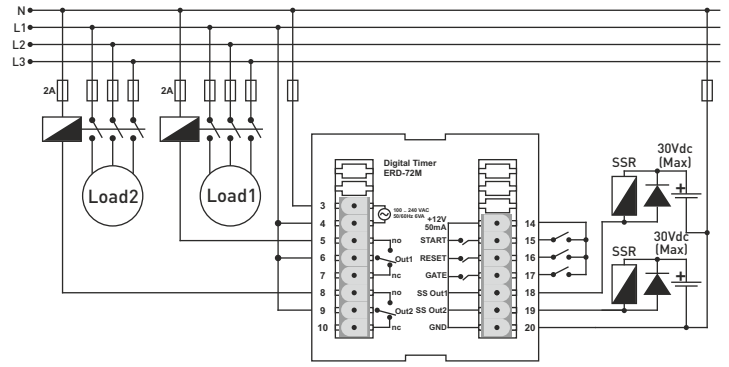 N
L1
L2
L3
2A
2A
Load2
Load1
Digital Timer
ERD-72M
100 .. 240 VAC
50/60Hz 6VA
3
4
5
6
7
8
9
10
no
Out1
nc
no
Out2
nc
+12V
50mA
START
RESET
GATE
SS Out1
SS Out2
GND
14
15
16
17
18
19
20
SSR
30Vdc
(Max)
+
SSR
30Vdc
(Max)
+